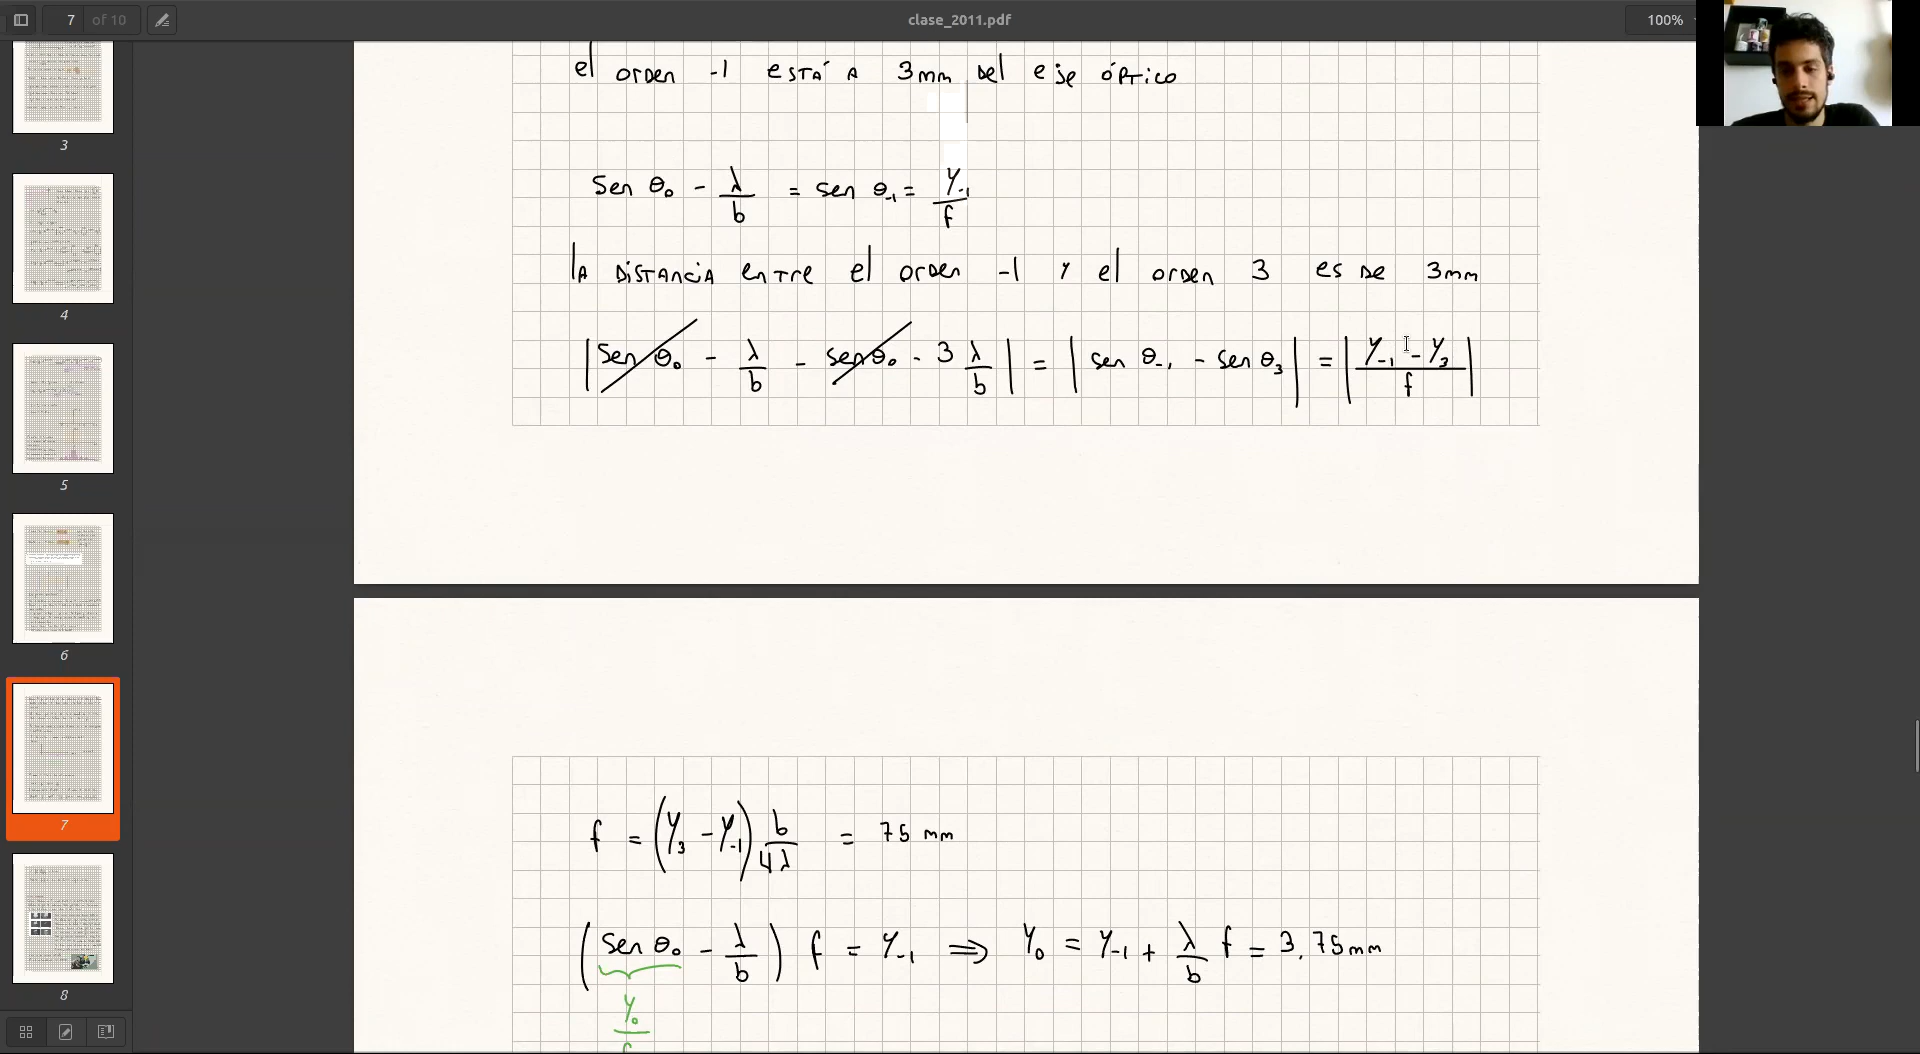 7 of 10
clase_2011.pdf
100%
3
4
5
6
7
8
el orden -1 está a 3mm del eje óptico
sen θ₀ - λ/b = sen θ₋₁ = y₋₁/f
la distancia entre el orden -1 y el orden 3 es de 3mm
|sen θ₀ - λ/b - sen θ₀ - 3 λ/b| = |sen θ₋₁ - sen θ₃| = |(y₋₁ - y₃)/f|
f = (y₃ - y₋₁) b/4λ = 75 mm
(sen θ₀ - λ/b) f = y₋₁ ⟹ y₀ = y₋₁ + λ/b f = 3.75mm
y₀